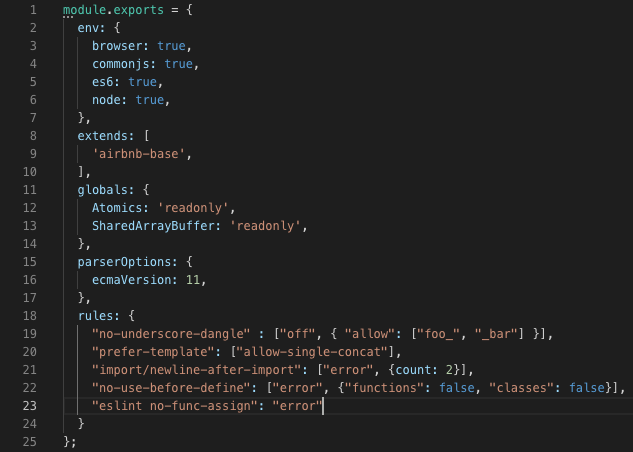 1 module.exports = {
2 env: {
3 browser: true,
4 commonjs: true,
5 es6: true,
6 node: true,
7 },
8 extends: [
9 'airbnb-base',
10 ],
11 globals: {
12 Atomics: 'readonly',
13 SharedArrayBuffer: 'readonly',
14 },
15 parserOptions: {
16 ecmaVersion: 11,
17 },
18 rules: {
19 "no-underscore-dangle" : ["off", { "allow": ["foo_", "_bar"] }],
20 "prefer-template": ["allow-single-concat"],
21 "import/newline-after-import": ["error", {count: 2}],
22 "no-use-before-define": ["error", {"functions": false, "classes": false}],
23 "eslint no-func-assign": "error"
24 }
25 };